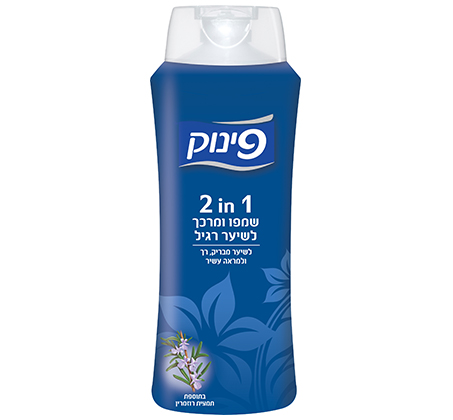 פינוק
2 in 1
שמפו ומרכך
לשיער רגיל
לשיער מבריק, רך
ולמראה עשיר
בתוספת
תמצית רוזמרין